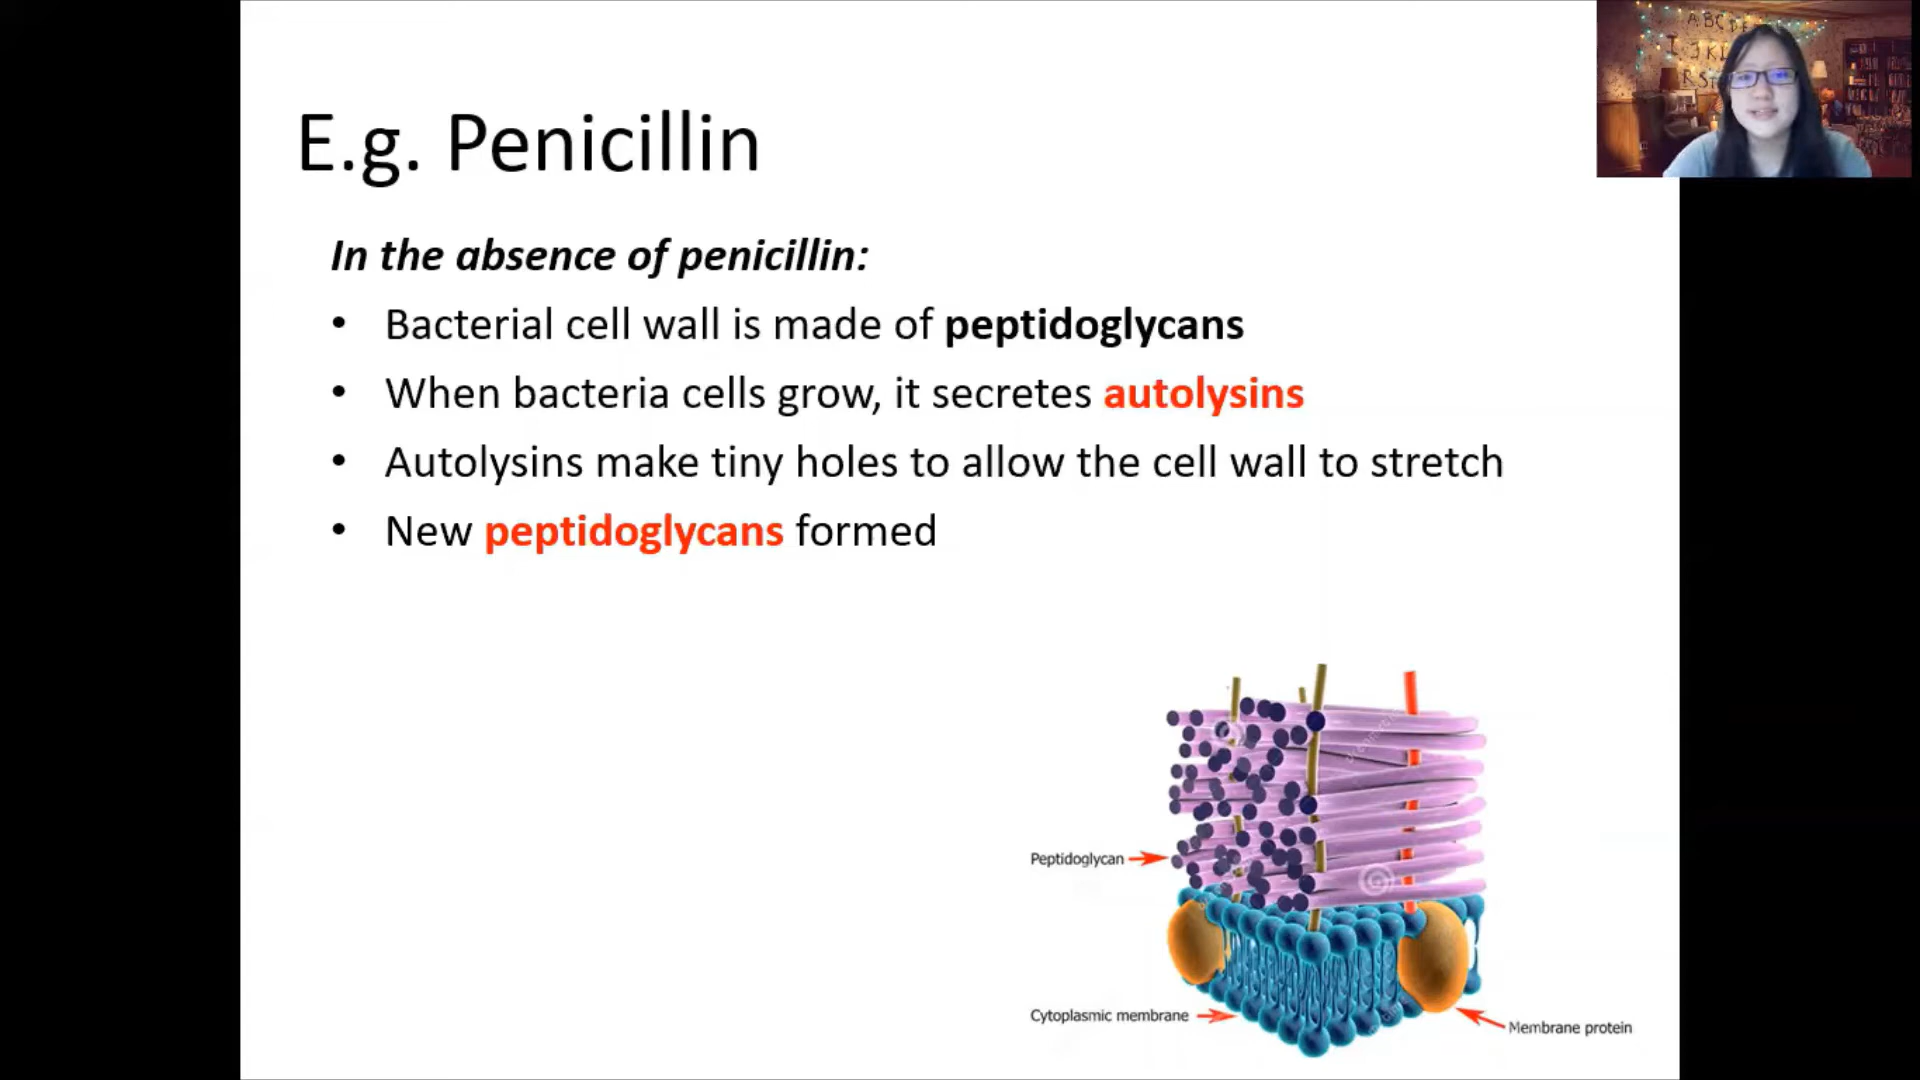 E.g. Penicillin
In the absence of penicillin:
• Bacterial cell wall is made of peptidoglycans
• When bacteria cells grow, it secretes autolysins
• Autolysins make tiny holes to allow the cell wall to stretch
• New peptidoglycans formed
Peptidoglycan
Cytoplasmic membrane
Membrane protein